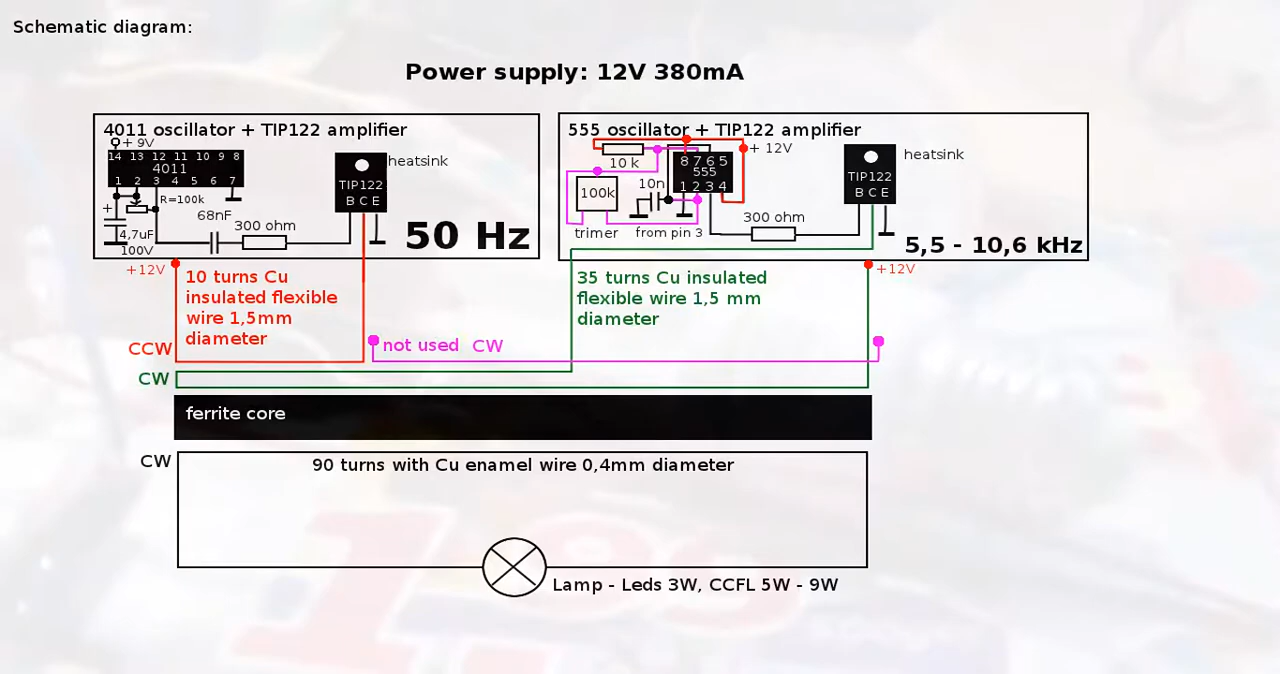 Schematic diagram:
Power supply: 12V 380mA
4011 oscillator + TIP122 amplifier
+ 9V
14 13 12 11 10 9 8
4011
1 2 3 4 5 6 7
R=100k
+
4,7uF
100V
68nF
300 ohm
TIP122
B C E
heatsink
50 Hz
555 oscillator + TIP122 amplifier
10 k
8 7 6 5
555
1 2 3 4
+ 12V
100k
10n
trimer
from pin 3
300 ohm
TIP122
B C E
heatsink
5,5 - 10,6 kHz
+12V
10 turns Cu
insulated flexible
wire 1,5mm
diameter
35 turns Cu insulated
flexible wire 1,5 mm
diameter
+12V
CCW
not used CW
CW
ferrite core
CW
90 turns with Cu enamel wire 0,4mm diameter
Lamp - Leds 3W, CCFL 5W - 9W